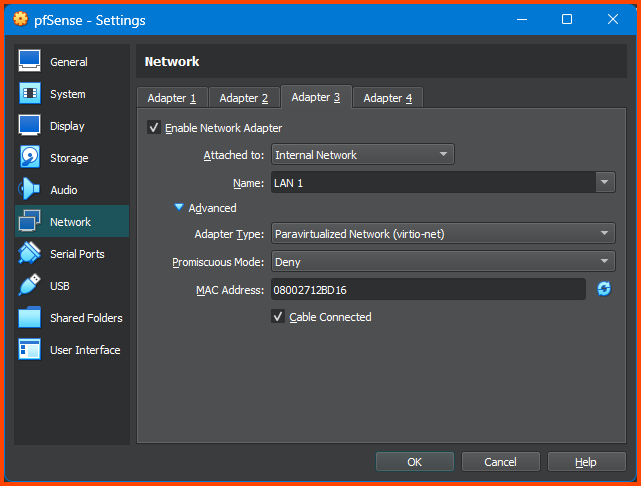 pfSense - Settings
General
System
Display
Storage
Audio
Network
Serial Ports
USB
Shared Folders
User Interface
Network
Adapter 1 Adapter 2 Adapter 3 Adapter 4
Enable Network Adapter
Attached to: Internal Network
Name: LAN 1
Advanced
Adapter Type: Paravirtualized Network (virtio-net)
Promiscuous Mode: Deny
MAC Address: 08002712BD16
Cable Connected
OK Cancel Help